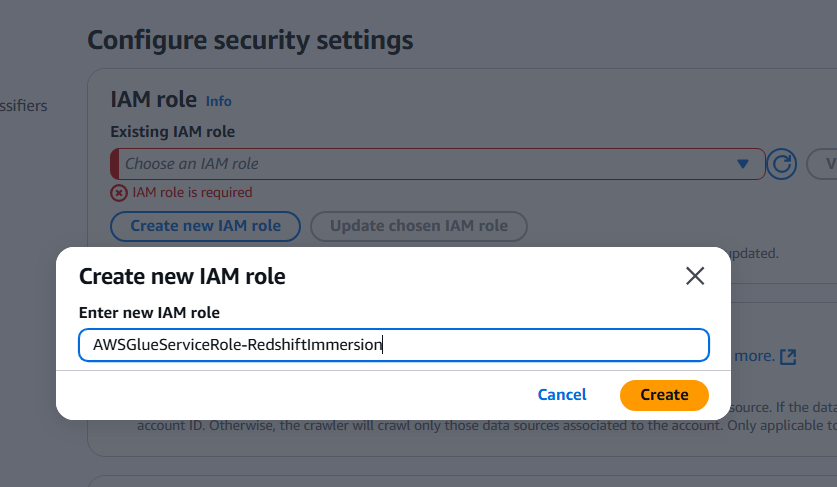 Configure security settings
ssifiers
IAM role Info
Existing IAM role
Choose an IAM role
V
IAM role is required
Create new IAM role Update chosen IAM role
updated.
Create new IAM role
Enter new IAM role
AWSGlueServiceRole-RedshiftImmersion
more.
Cancel Create
source. If the data
account ID. Otherwise, the crawler will crawl only those data sources associated to the account. Only applicable to